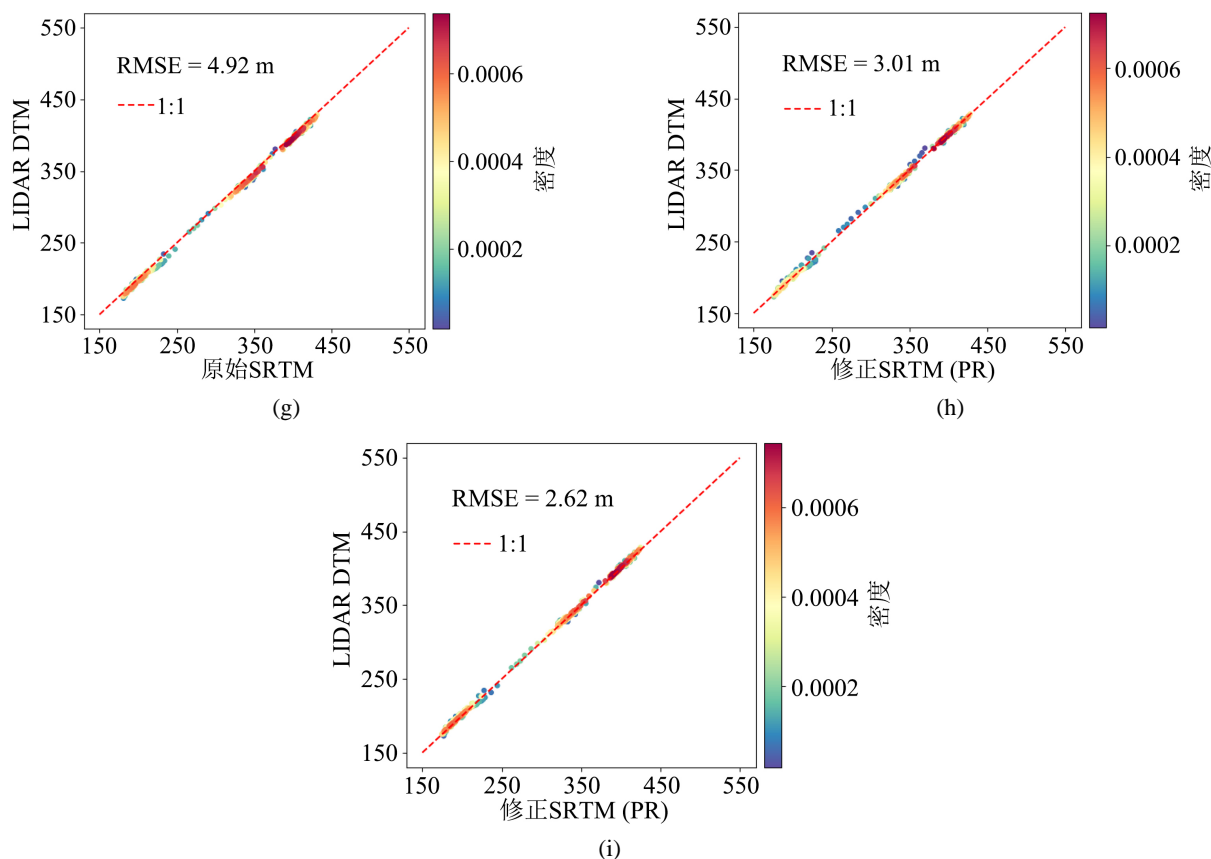 550
450
350
250
150
LIDAR DTM
RMSE = 4.92 m
1:1
150 250 350 450 550
原始SRTM
0.0006
0.0004
0.0002
密度
(g)
550
450
350
250
150
LIDAR DTM
RMSE = 3.01 m
1:1
150 250 350 450 550
修正SRTM (PR)
0.0006
0.0004
0.0002
密度
(h)
550
450
350
250
150
LIDAR DTM
RMSE = 2.62 m
1:1
150 250 350 450 550
修正SRTM (PR)
0.0006
0.0004
0.0002
密度
(i)